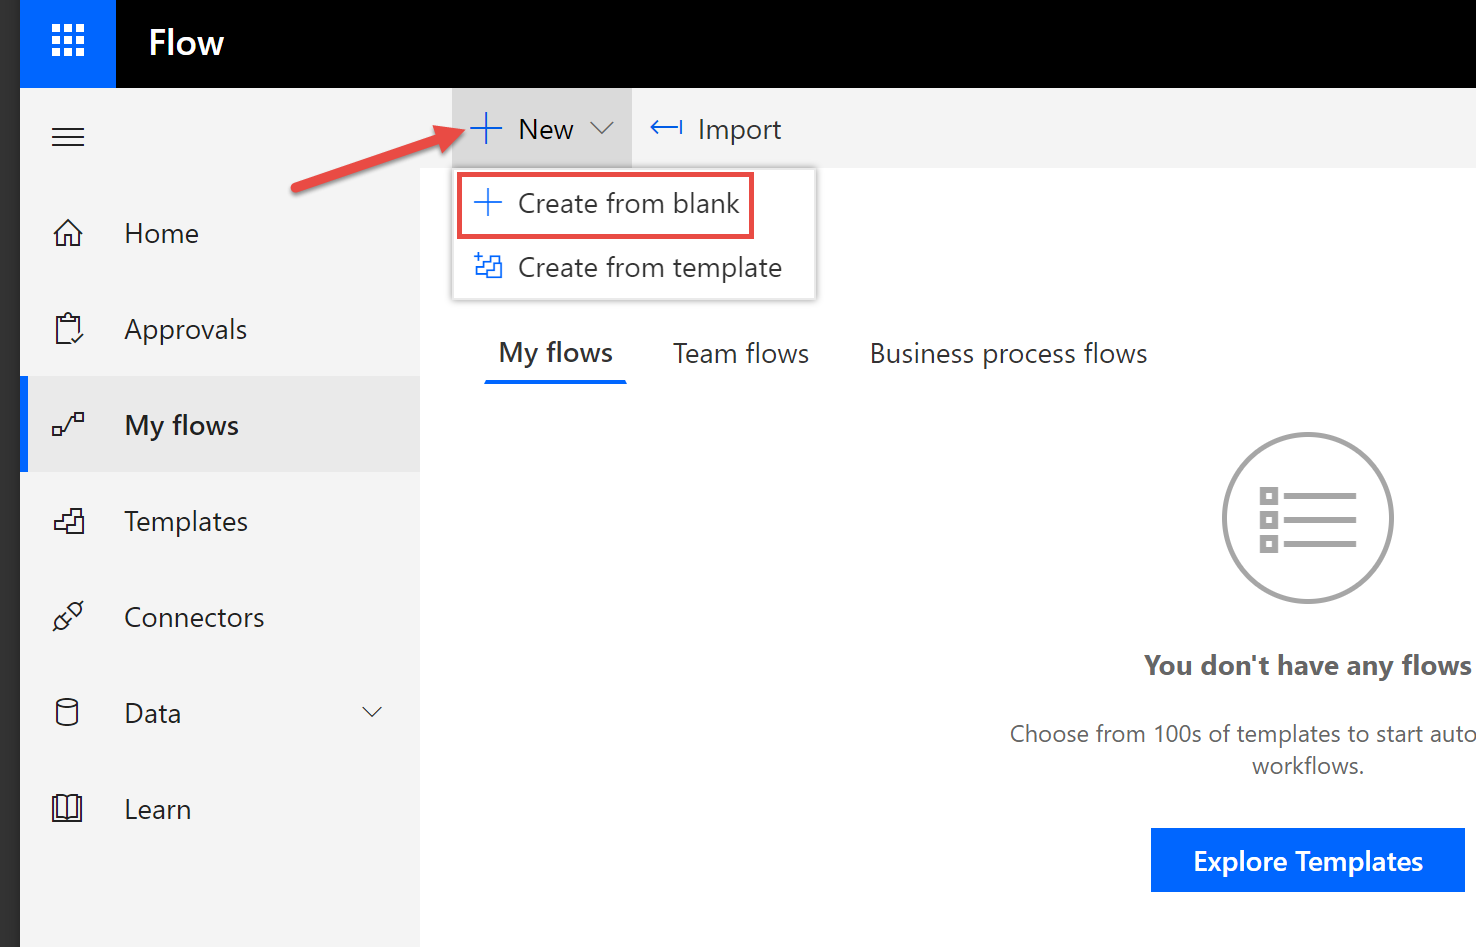 Flow
New
Import
Create from blank
Create from template
Home
Approvals
My flows
Templates
Connectors
Data
Learn
My flows
Team flows
Business process flows
You don't have any flows
Choose from 100s of templates to start auto
workflows.
Explore Templates